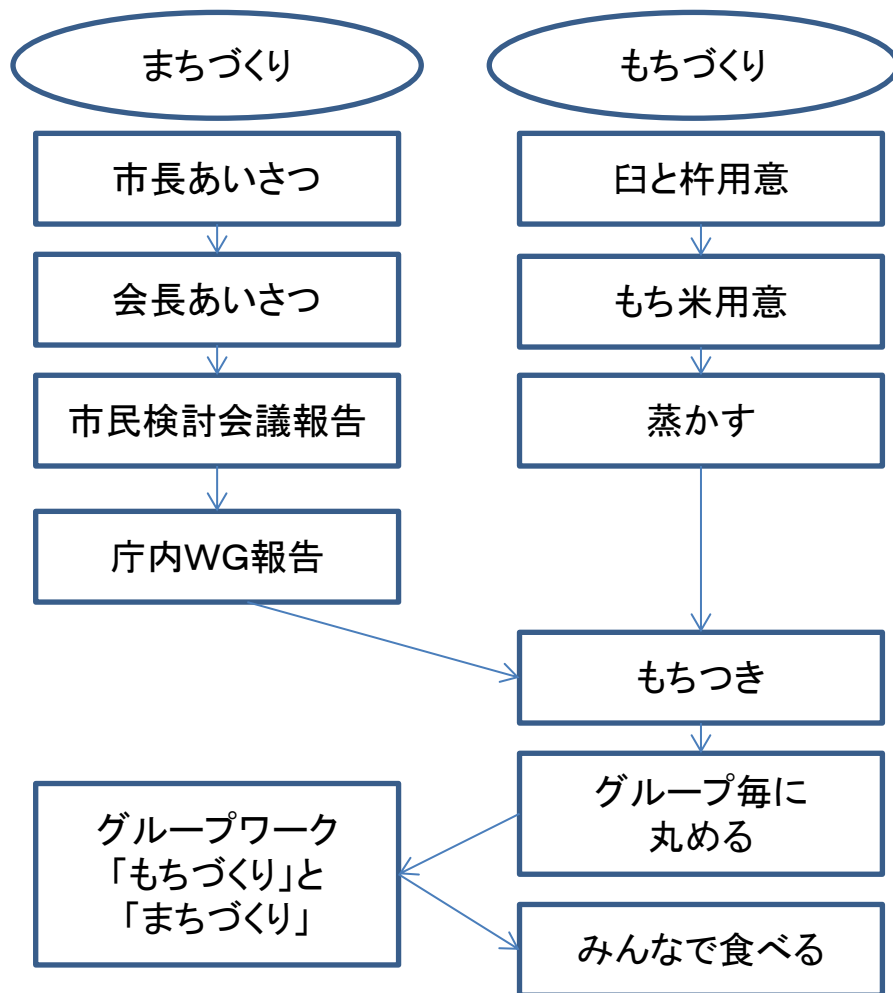 まちづくり
市長あいさつ
会長あいさつ
市民検討会議報告
庁内WG報告
グループワーク
「もちづくり」と
「まちづくり」
もちづくり
臼と杵用意
もち米用意
蒸かす
もちつき
グループ毎に
丸める
みんなで食べる